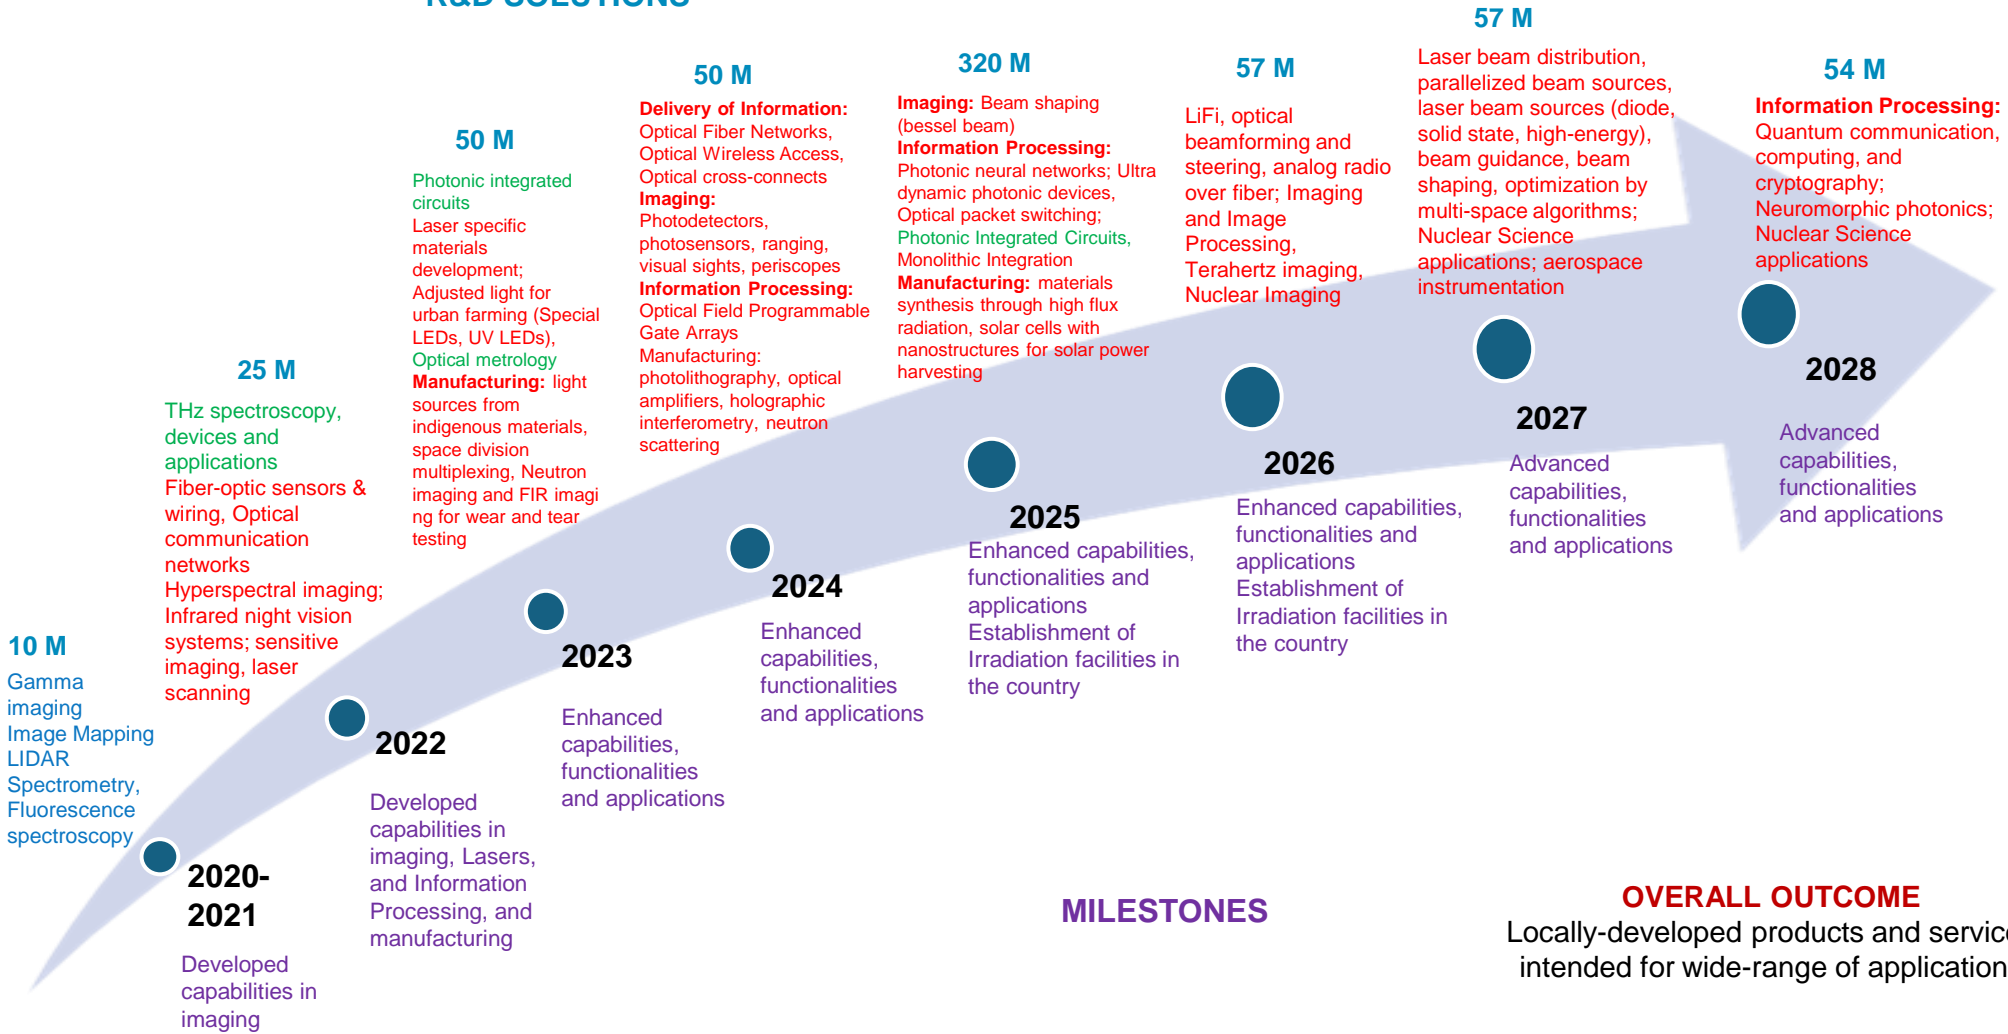 R&D SOLUTIONS
10 M
Gamma
imaging
Image Mapping
LIDAR
Spectrometry,
Fluorescence
spectroscopy
2020-
2021
Developed
capabilities in
imaging
25 M
THz spectroscopy,
devices and
applications
Fiber-optic sensors &
wiring, Optical
communication
networks
Hyperspectral imaging;
Infrared night vision
systems; sensitive
imaging, laser
scanning
2022
Developed
capabilities in
imaging, Lasers,
and Information
Processing, and
manufacturing
50 M
Photonic integrated
circuits
Laser specific
materials
development;
Adjusted light for
urban farming (Special
LEDs, UV LEDs),
Optical metrology
Manufacturing: light
sources from
indigenous materials,
space division
multiplexing, Neutron
imaging and FIR imagi
ng for wear and tear
testing
2023
Enhanced
capabilities,
functionalities
and applications
50 M
Delivery of Information:
Optical Fiber Networks,
Optical Wireless Access,
Optical cross-connects
Imaging:
Photodetectors,
photosensors, ranging,
visual sights, periscopes
Information Processing:
Optical Field Programmable
Gate Arrays
Manufacturing:
photolithography, optical
amplifiers, holographic
interferometry, neutron
scattering
2024
Enhanced
capabilities,
functionalities
and applications
320 M
Imaging: Beam shaping
(bessel beam)
Information Processing:
Photonic neural networks; Ultra
dynamic photonic devices,
Optical packet switching;
Photonic Integrated Circuits,
Monolithic Integration
Manufacturing: materials
synthesis through high flux
radiation, solar cells with
nanostructures for solar power
harvesting
2025
Enhanced capabilities,
functionalities and
applications
Establishment of
Irradiation facilities in
the country
57 M
LiFi, optical
beamforming and
steering, analog radio
over fiber; Imaging
and Image
Processing,
Terahertz imaging,
Nuclear Imaging
2026
Enhanced capabilities,
functionalities and
applications
Establishment of
Irradiation facilities in
the country
57 M
Laser beam distribution,
parallelized beam sources,
laser beam sources (diode,
solid state, high-energy),
beam guidance, beam
shaping, optimization by
multi-space algorithms;
Nuclear Science
applications; aerospace
instrumentation
2027
Advanced
capabilities,
functionalities
and applications
54 M
Information Processing:
Quantum communication,
computing, and
cryptography;
Neuromorphic photonics;
Nuclear Science
applications
2028
Advanced
capabilities,
functionalities
and applications
MILESTONES
OVERALL OUTCOME
Locally-developed products and service
intended for wide-range of application